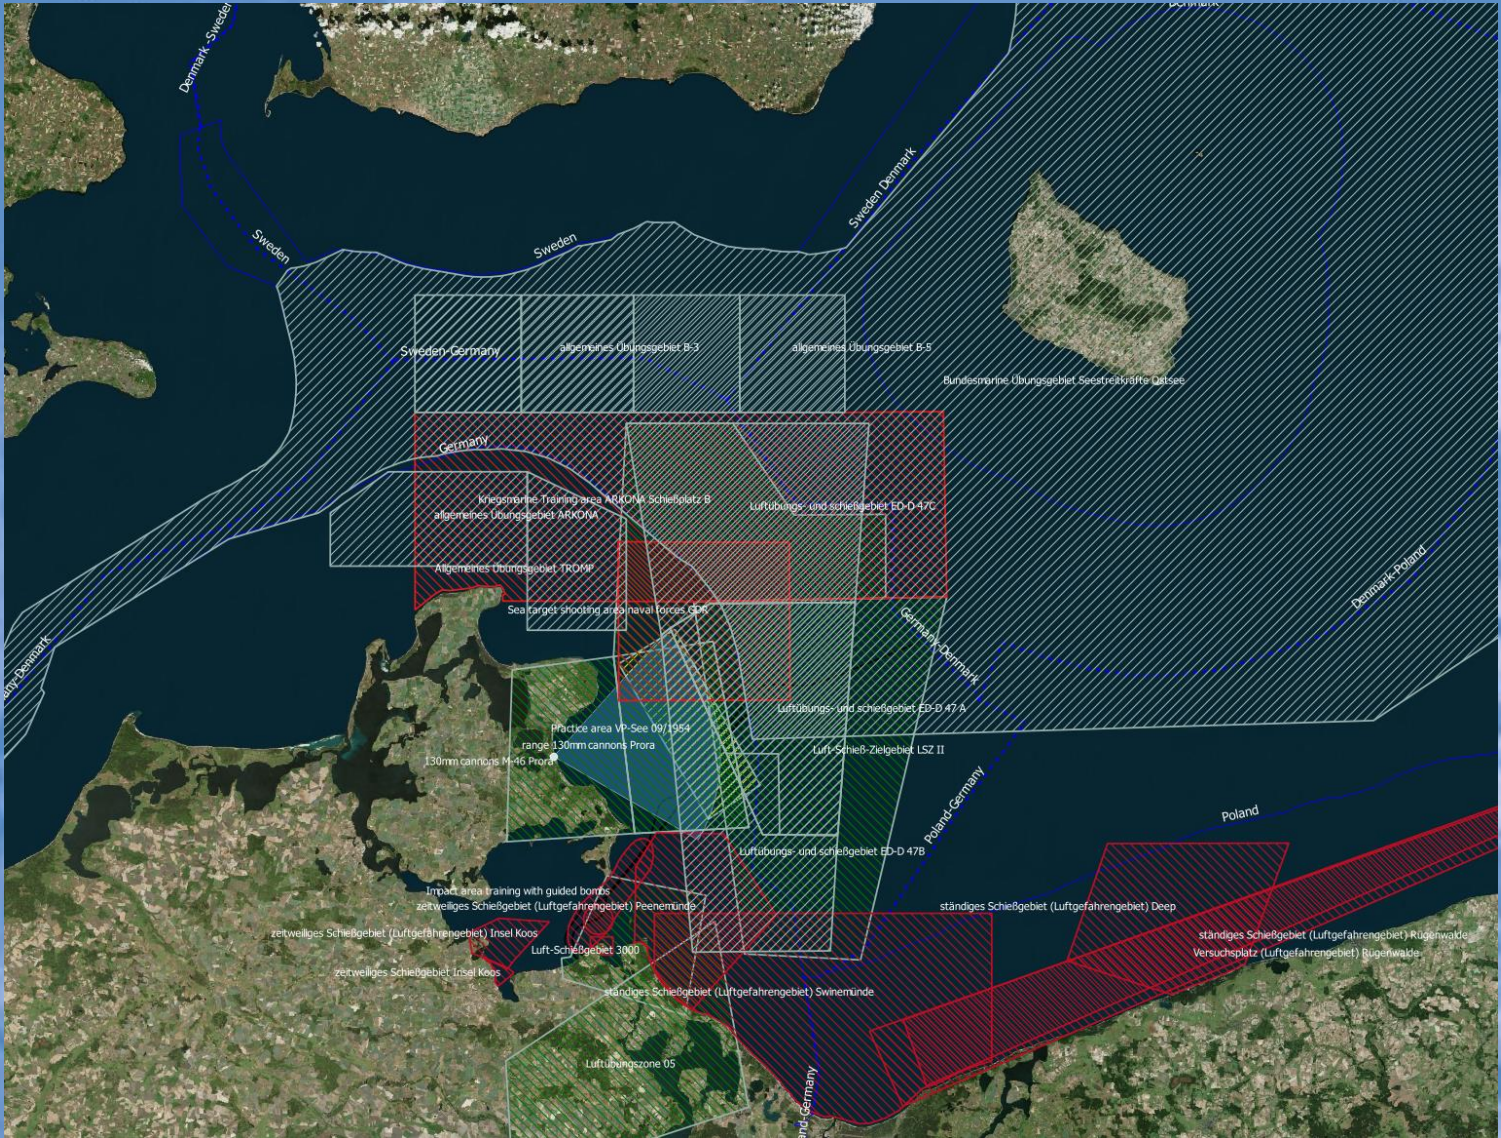 Denmark
Denmark-Sweden
Sweden Denmark
Sweden
Sweden
Sweden-Germany
allgemeines Übungsgebiet B-3
allgemeines Übungsgebiet B-5
Bundesmarine Übungsgebiet Seestreitkräfte Ostsee
Germany
Kriegsmarine Training area ARKONA Schießplatz B
allgemeines Übungsgebiet ARKONA
Luftübungs- und schießgebiet ED-D 47C
Allgemeines Übungsgebiet TROMP
Denmark-Poland
Sea target shooting area naval forces GDR
Germany-Denmark
any-Denmark
Luftübungs- und schießgebiet ED-D 47 A
Practice area VP-See 09/1954
range 130mm cannons Prora
Luft-Schieß-Zielgebiet LSZ II
130mm cannons M-46 Prora
Poland-Germany
Poland
Luftübungs- und schießgebiet ED-D 47B
Impact area training with guided bombs
zeitweiliges Schießgebiet (Luftgefahrengebiet) Peenemünde
ständiges Schießgebiet (Luftgefahrengebiet) Deep
zeitweiliges Schießgebiet (Luftgefahrengebiet) Insel Koos
ständiges Schießgebiet (Luftgefahrengebiet) Rügenwalde
Luft-Schießgebiet 3000
Versuchsplatz (Luftgefahrengebiet) Rügenwalde
zeitweiliges Schießgebiet Insel Koos
ständiges Schießgebiet (Luftgefahrengebiet) Swinemünde
Luftübungszone 05
and-Germany